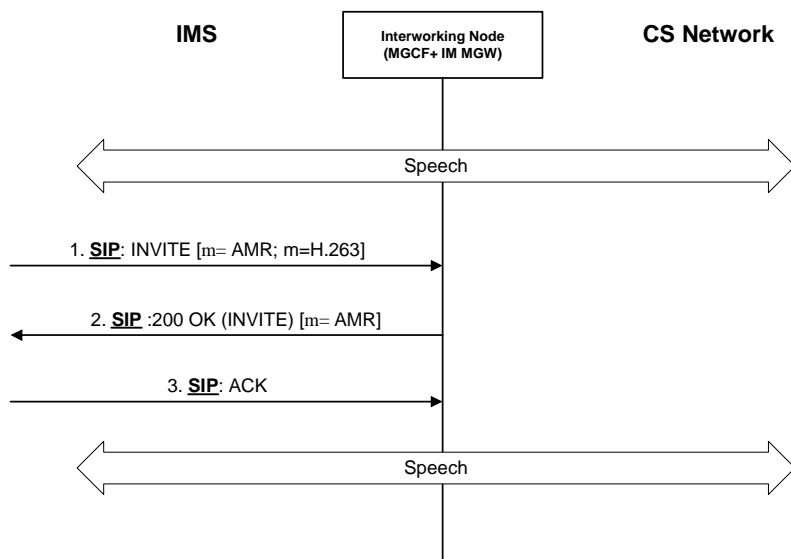 IMS
Interworking Node
(MGCF+ IM MGW)
CS Network
Speech
1. SIP: INVITE [m= AMR; m=H.263]
2. SIP :200 OK (INVITE) [m= AMR]
3. SIP: ACK
Speech